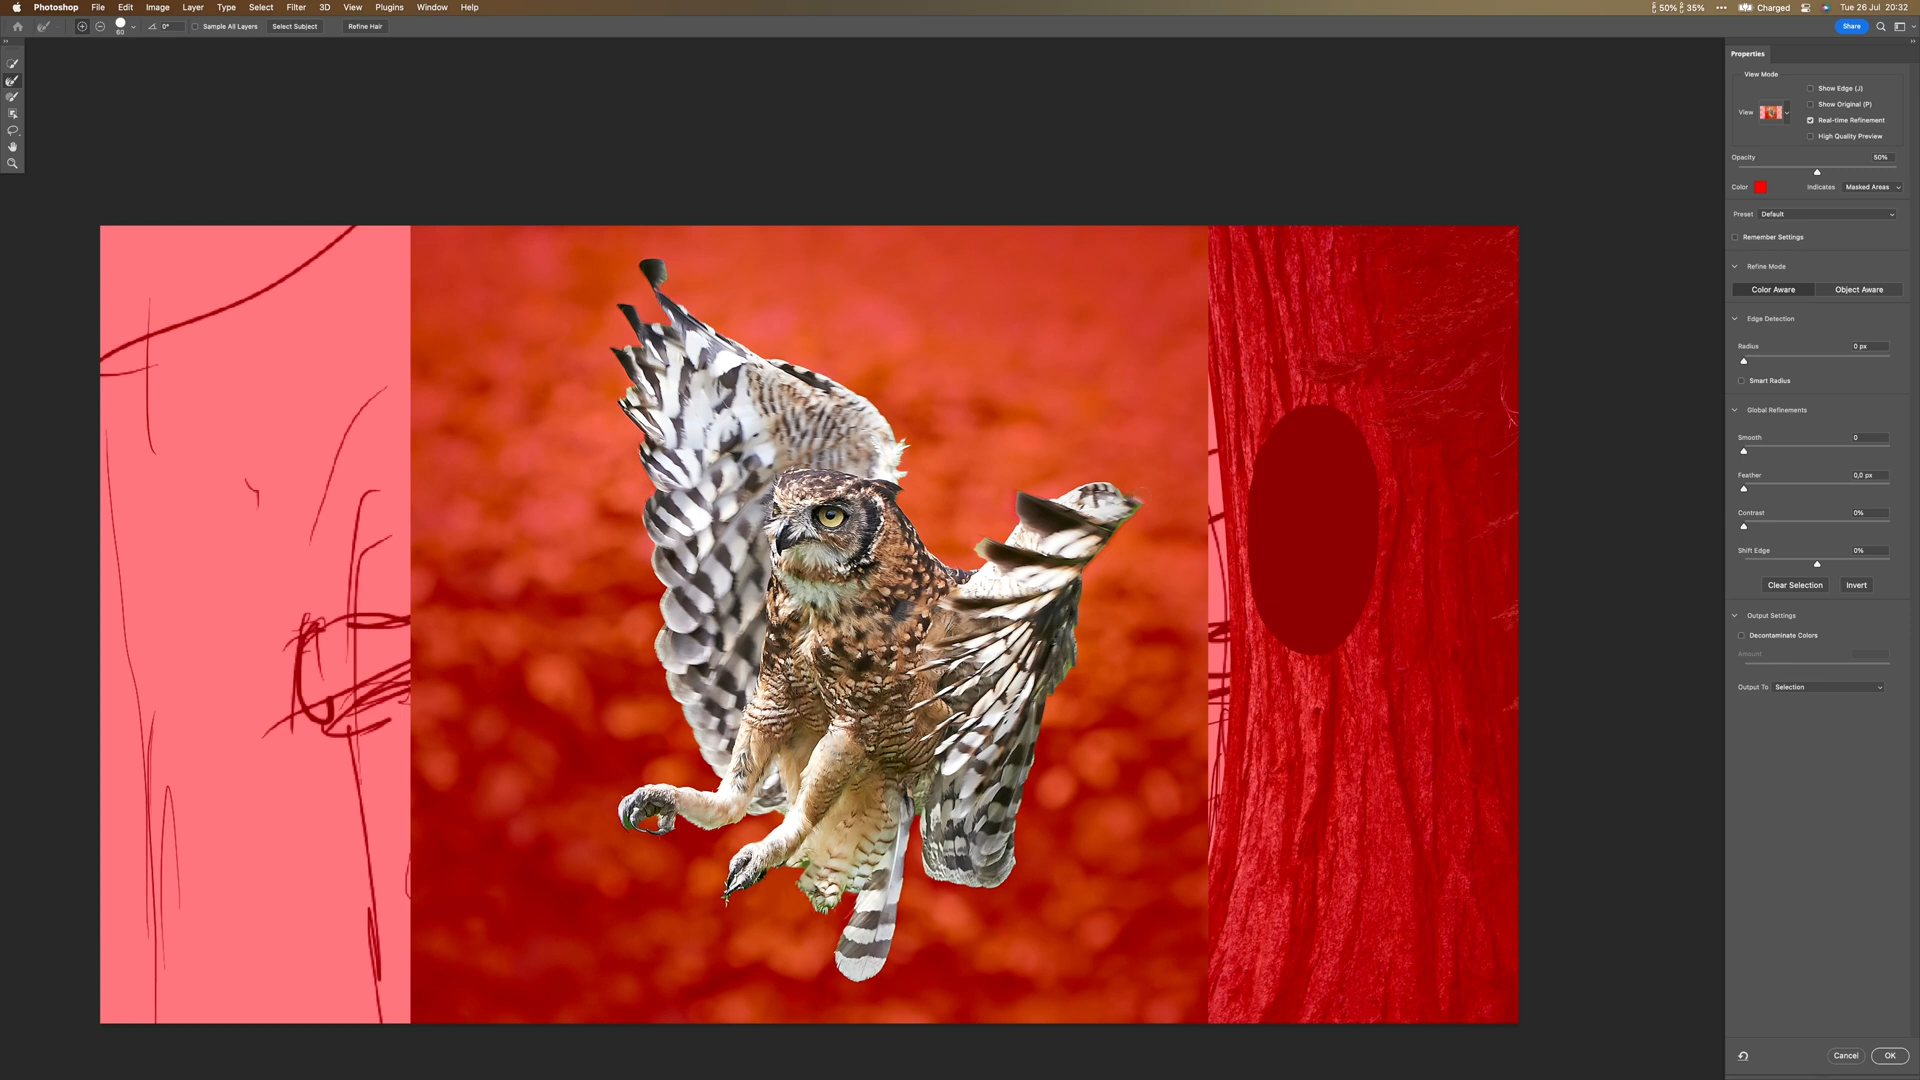 Photoshop File Edit Image Layer Type Select Filter 3D View Plugins Window Help
50% 35% ••• Charged Tue 26 Jul 20:32
60 0° Sample All Layers Select Subject Refine Hair
Share
Properties
View Mode
Show Edge (J)
Show Original (P)
View
Real-time Refinement
High Quality Preview
Opacity 50%
Color Indicates Masked Areas
Preset Default
Remember Settings
Refine Mode
Color Aware Object Aware
Edge Detection
Radius 0 px
Smart Radius
Global Refinements
Smooth 0
Feather 0,0 px
Contrast 0%
Shift Edge 0%
Clear Selection Invert
Output Settings
Decontaminate Colors
Amount
Output To Selection
Cancel OK